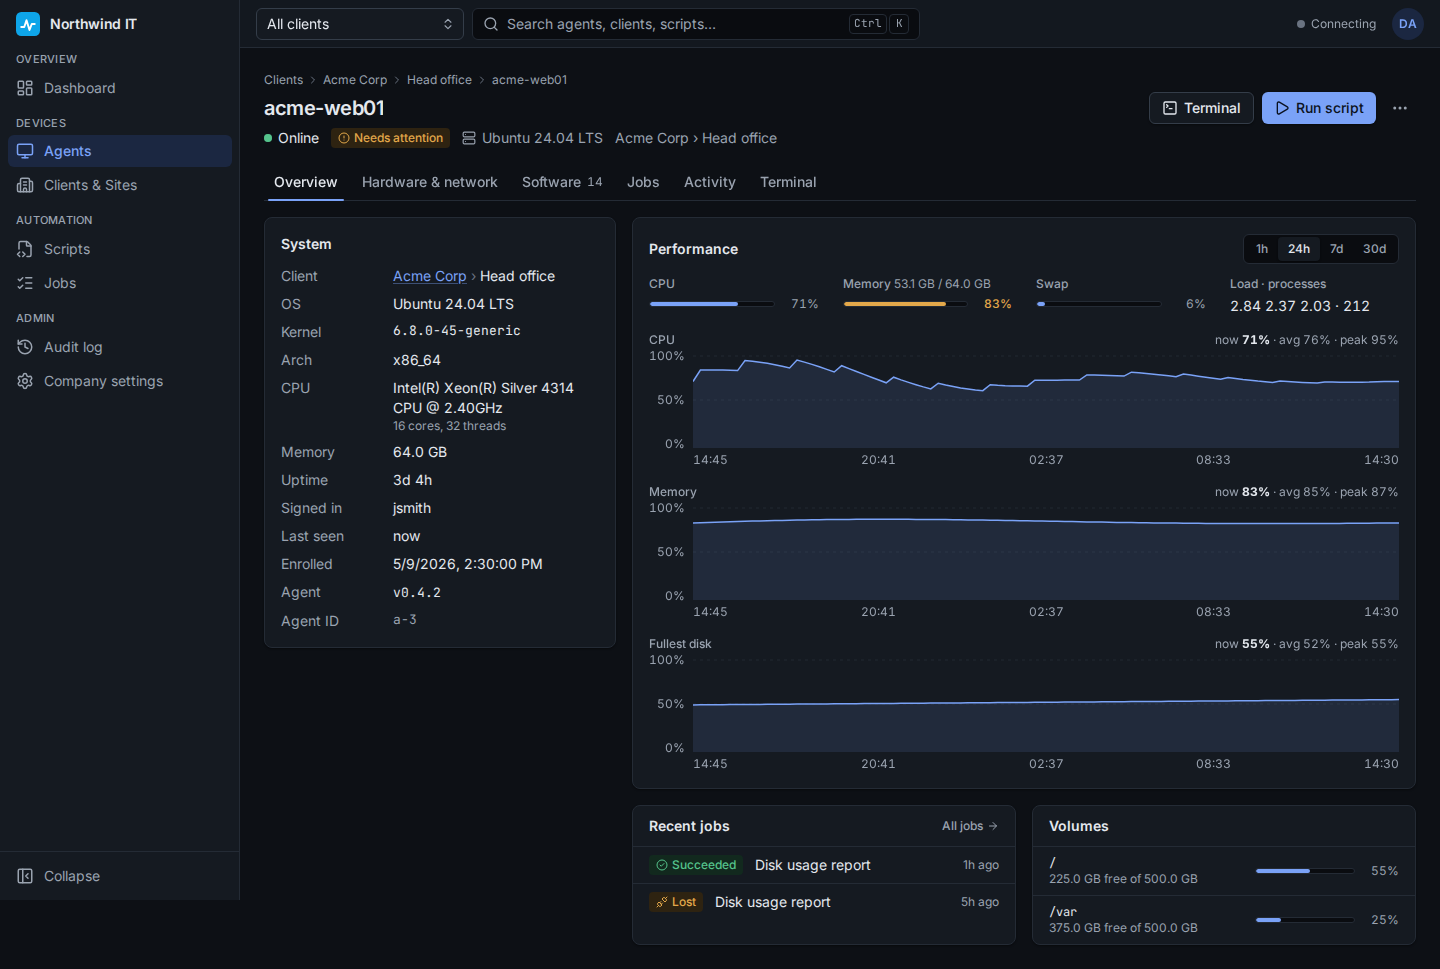 Northwind IT
All clients
Search agents, clients, scripts...
Ctrl K
Connecting
DA
OVERVIEW
Dashboard
DEVICES
Agents
Clients & Sites
AUTOMATION
Scripts
Jobs
ADMIN
Audit log
Company settings
Collapse
Clients › Acme Corp › Head office › acme-web01
acme-web01
Terminal
Run script
Online
Needs attention
Ubuntu 24.04 LTS
Acme Corp › Head office
Overview
Hardware & network
Software 14
Jobs
Activity
Terminal
System
Client Acme Corp › Head office
OS Ubuntu 24.04 LTS
Kernel 6.8.0-45-generic
Arch x86_64
CPU Intel(R) Xeon(R) Silver 4314
CPU @ 2.40GHz
16 cores, 32 threads
Memory 64.0 GB
Uptime 3d 4h
Signed in jsmith
Last seen now
Enrolled 5/9/2026, 2:30:00 PM
Agent v0.4.2
Agent ID a-3
Performance
1h 24h 7d 30d
CPU
71%
Memory 53.1 GB / 64.0 GB
83%
Swap
6%
Load · processes
2.84 2.37 2.03 · 212
CPU
now 71% · avg 76% · peak 95%
100%
50%
0%
14:45 20:41 02:37 08:33 14:30
Memory
now 83% · avg 85% · peak 87%
100%
50%
0%
14:45 20:41 02:37 08:33 14:30
Fullest disk
now 55% · avg 52% · peak 55%
100%
50%
0%
14:45 20:41 02:37 08:33 14:30
Recent jobs
All jobs →
Succeeded Disk usage report 1h ago
Lost Disk usage report 5h ago
Volumes
/
225.0 GB free of 500.0 GB
55%
/var
375.0 GB free of 500.0 GB
25%